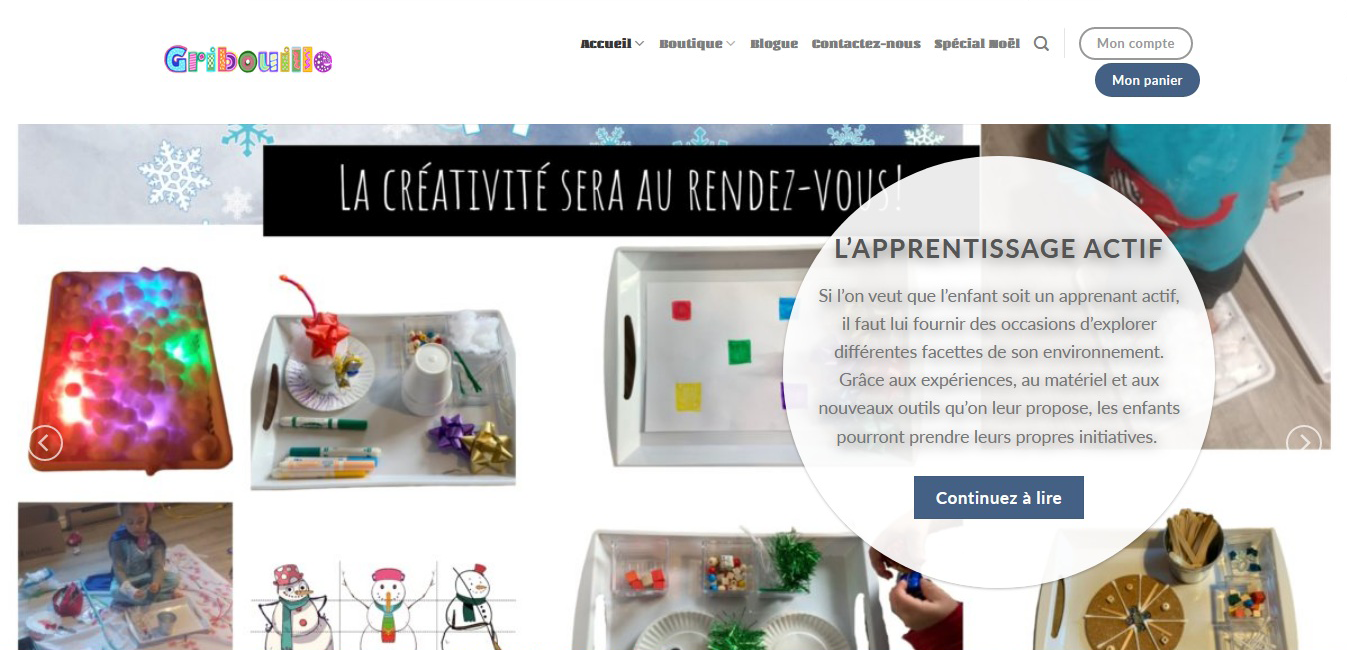 Gribouille
Accueil Boutique Blogue Contactez-nous Spécial Noël Mon compte
Mon panier
La créativité sera au rendez-vous!
L’APPRENTISSAGE ACTIF
Si l’on veut que l’enfant soit un apprenant actif,
il faut lui fournir des occasions d’explorer
différentes facettes de son environnement.
Grâce aux expériences, au matériel et aux
nouveaux outils qu’on leur propose, les enfants
pourront prendre leurs propres initiatives.
Continuez à lire